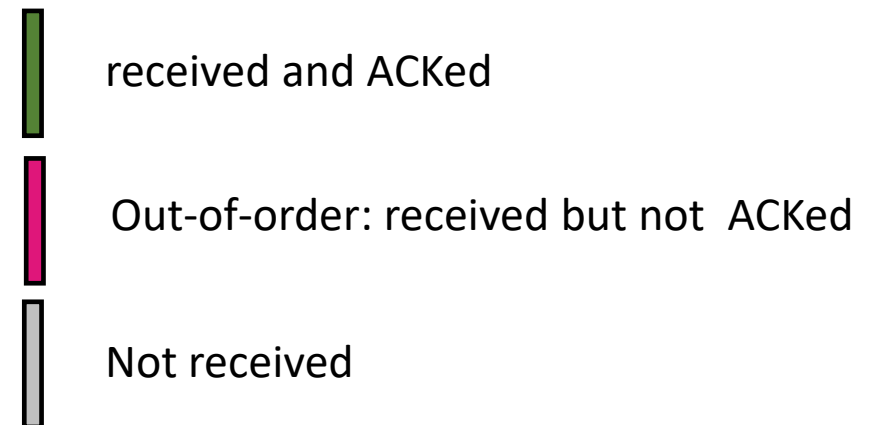 received and ACKed
Out-of-order: received but not ACKed
Not received